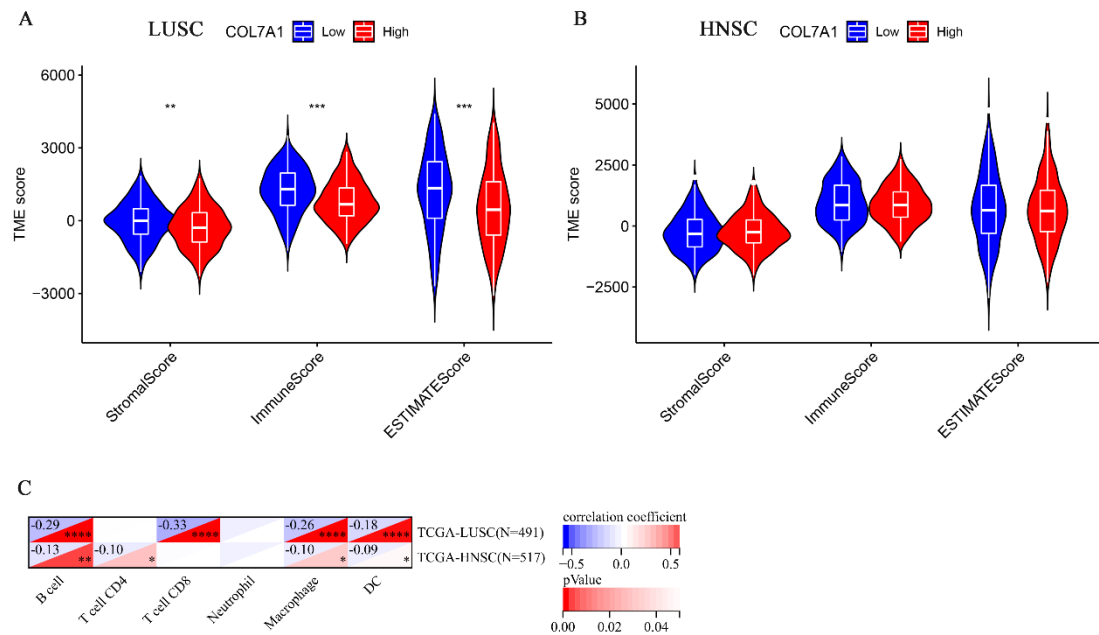 A
LUSC COL7A1 Low High
TME score
6000
3000
0
−3000
** *** ***
StromalScore
ImmuneScore
ESTIMATEScore
B
HNSC COL7A1 Low High
TME score
5000
2500
0
−2500
StromalScore
ImmuneScore
ESTIMATEScore
C
-0.29 **** -0.33 **** -0.26 **** -0.18 **** TCGA-LUSC(N=491)
-0.13 ** -0.10 * -0.10 * -0.09 * TCGA-HNSC(N=517)
B cell
T cell CD4
T cell CD8
Neutrophil
Macrophage
DC
correlation coefficient
−0.5 0.0 0.5
pValue
0.00 0.02 0.04